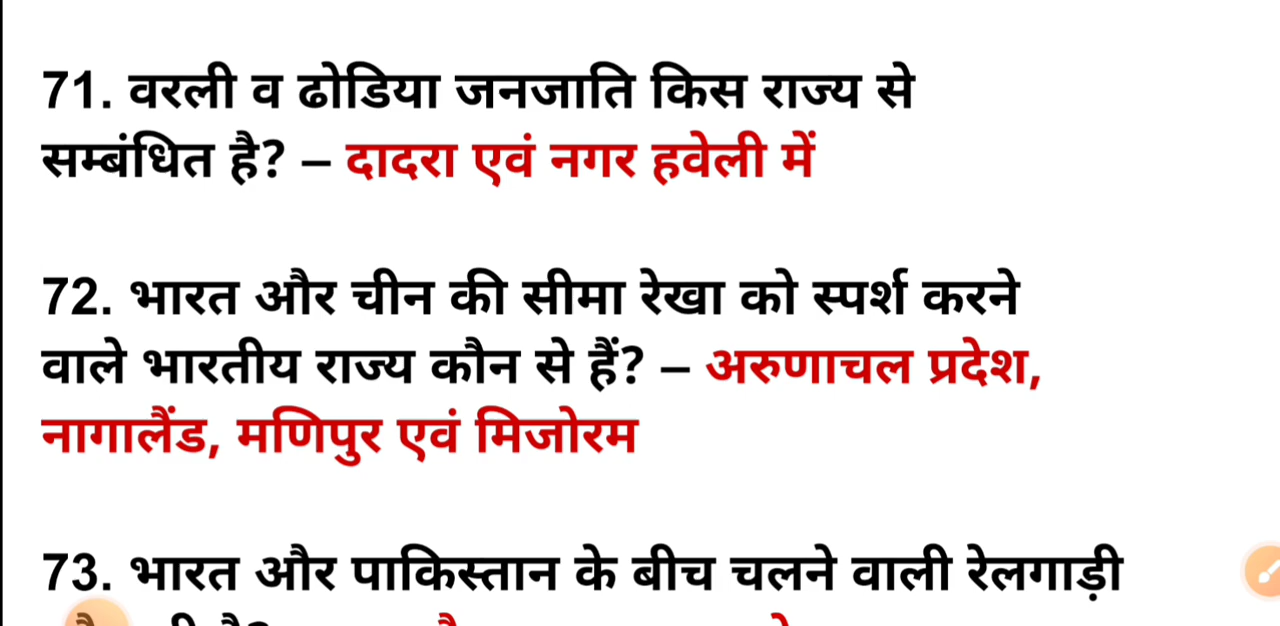 71. वरली व ढोडिया जनजाति किस राज्य से
सम्बंधित है? – दादरा एवं नगर हवेली में
72. भारत और चीन की सीमा रेखा को स्पर्श करने
वाले भारतीय राज्य कौन से हैं? – अरुणाचल प्रदेश,
नागालैंड, मणिपुर एवं मिजोरम
73. भारत और पाकिस्तान के बीच चलने वाली रेलगाड़ी